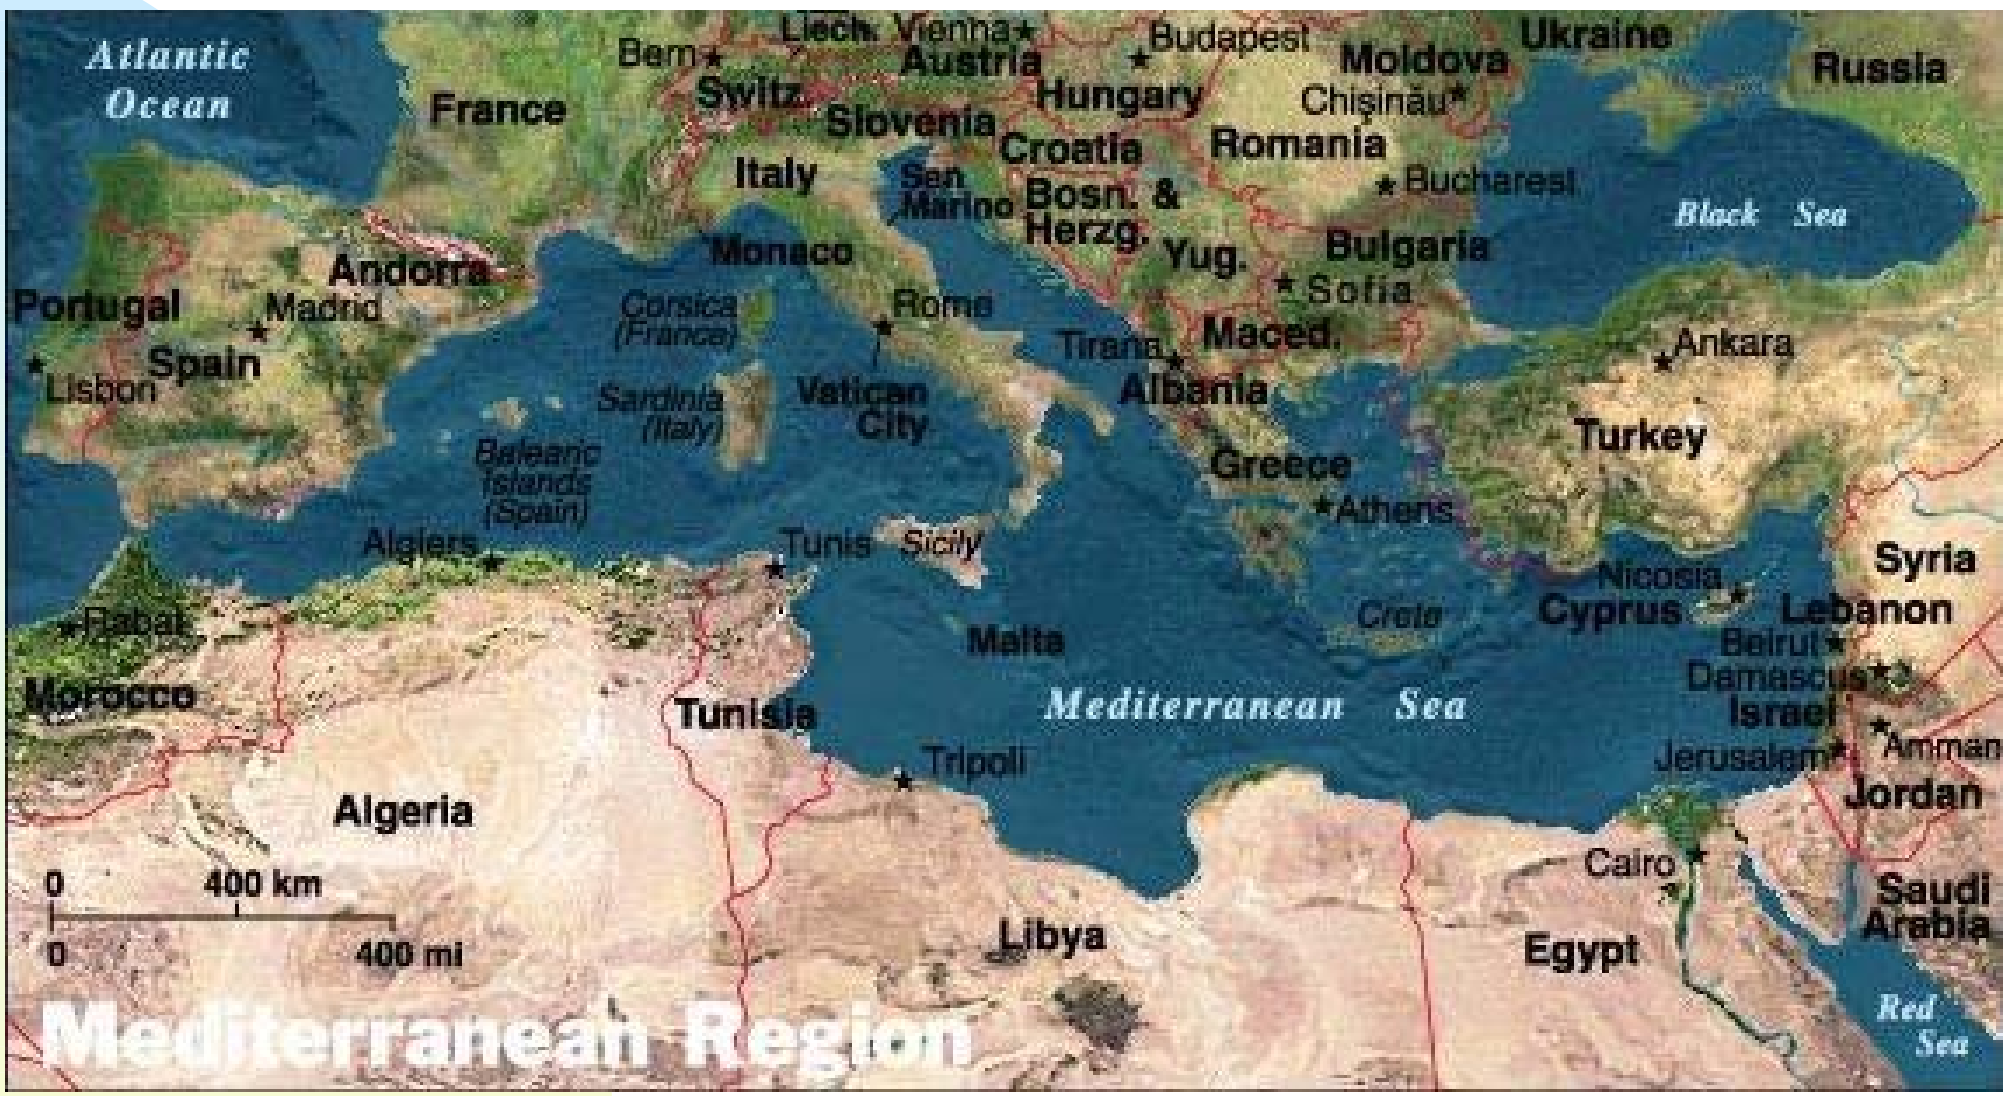 Atlantic
Ocean
France
Bern
Liech.
Vienna
Austria
Switz.
Slovenia
Budapest
Hungary
Croatia
Moldova
Chişinău
Romania
Bucharest
Ukraine
Russia
Black Sea
Italy
San
Marino
Bosn. &
Herzg.
Yug.
Bulgaria
Sofia
Monaco
Andorra
Portugal
Madrid
Spain
Lisbon
Corsica
(France)
Rome
Tirana
Maced.
Albania
Ankara
Turkey
Sardinia
(Italy)
Vatican
City
Balearic
Islands
(Spain)
Greece
Athens
Algiers
Tunis
Sicily
Syria
Nicosia
Cyprus
Lebanon
Crete
Rabat
Malta
Beirut
Damascus
Israel
Morocco
Tunisia
Mediterranean Sea
Tripoli
Jerusalem
Amman
Jordan
Algeria
Cairo
0 400 km
0 400 mi
Libya
Egypt
Saudi
Arabia
Red
Sea
Mediterranean Region